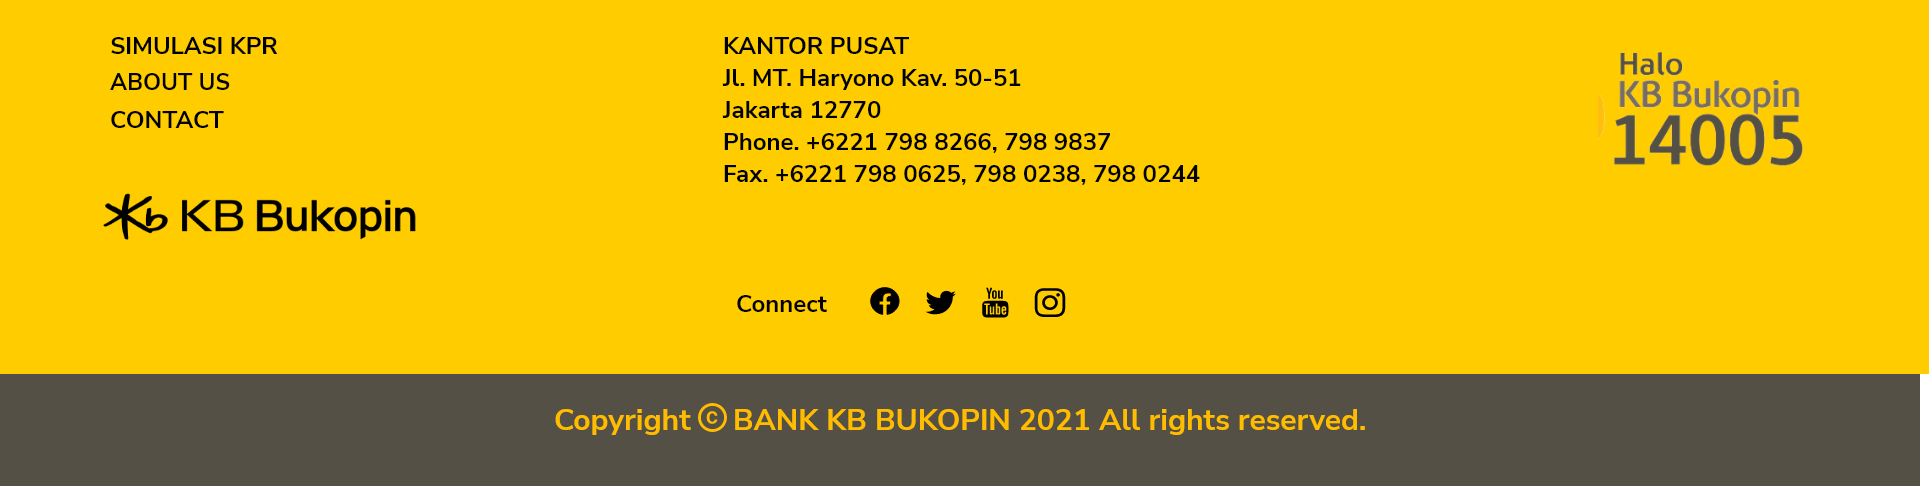 SIMULASI KPR
ABOUT US
CONTACT
KB Bukopin
KANTOR PUSAT
Jl. MT. Haryono Kav. 50-51
Jakarta 12770
Phone. +6221 798 8266, 798 9837
Fax. +6221 798 0625, 798 0238, 798 0244
Connect
You
Tube
Halo
KB Bukopin
14005
Copyright © BANK KB BUKOPIN 2021 All rights reserved.